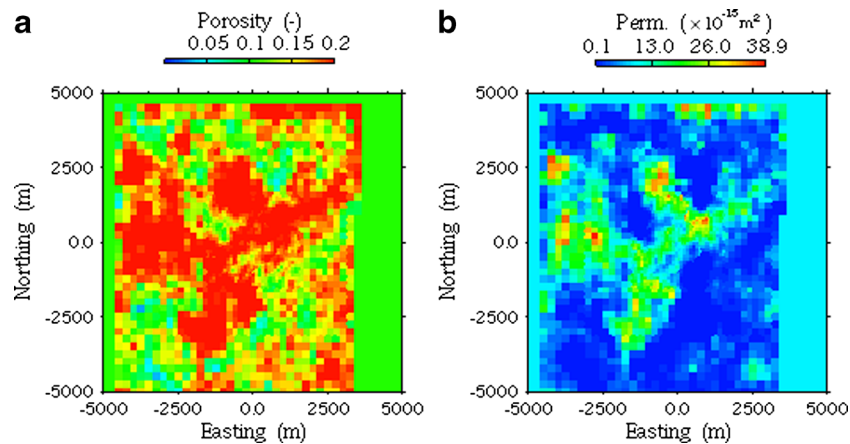 a
Porosity (-)
0.05 0.1 0.15 0.2
5000
2500
0.0
-2500
-5000
Northing (m)
-5000 -2500 0.0 2500 5000
Easting (m)
b
Perm. (×10⁻¹⁵m²)
0.1 13.0 26.0 38.9
5000
2500
0.0
-2500
-5000
Northing (m)
-5000 -2500 0.0 2500 5000
Easting (m)